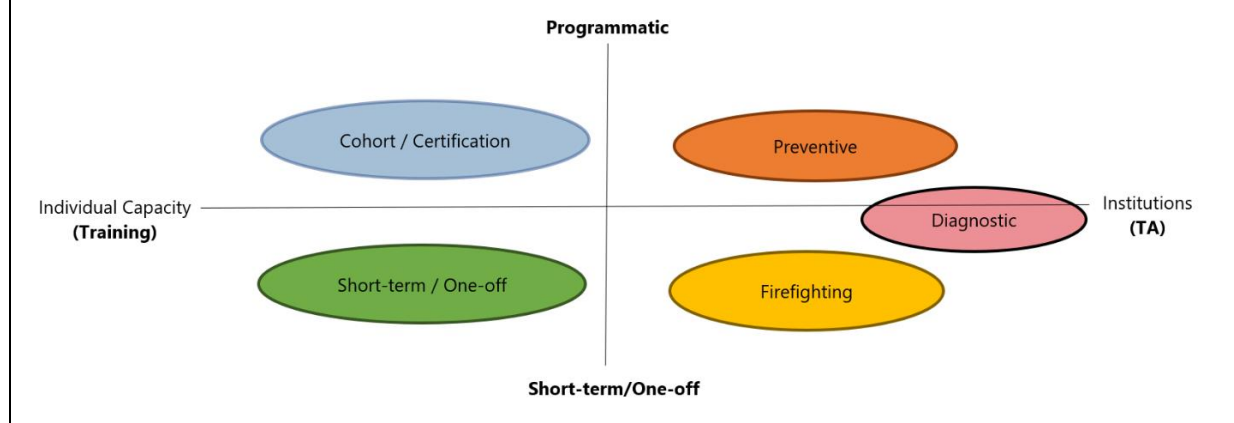 Programmatic
Cohort / Certification
Preventive
Individual Capacity
(Training)
Diagnostic
Institutions
(TA)
Short-term / One-off
Firefighting
Short-term/One-off